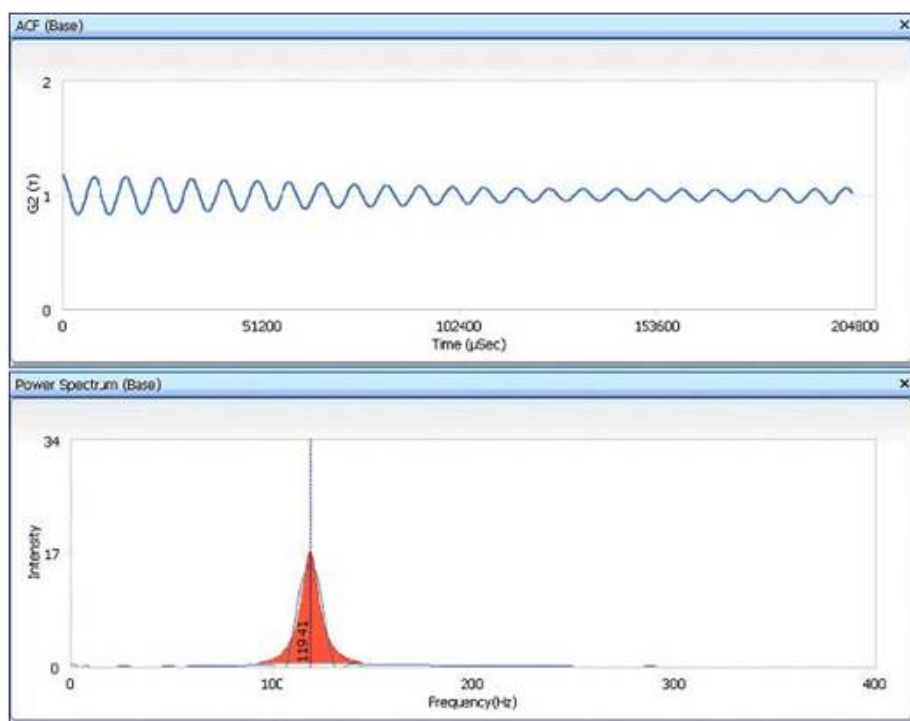 ACF (Base)
2
1
0
G2 (τ)
0 51200 102400 153600 204800
Time (µSec)
Power Spectrum (Base)
34
17
0
Intensity
119.41
0 100 200 300 400
Frequency(Hz)